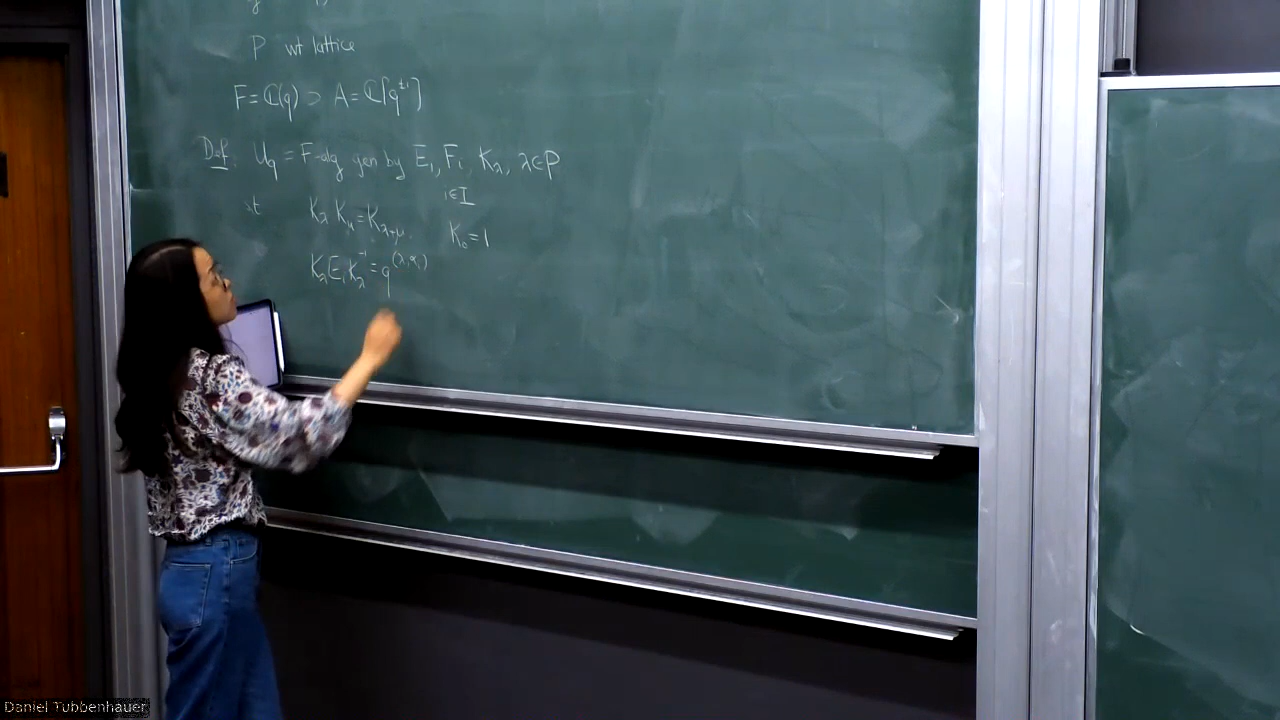 P wt lattice
F = ℂ(q) ⊃ A = ℂ[q^{±1}]
Def. U_q = F-alg gen by E_i, F_i, K_λ, λ∈P
i∈I
st K_λ K_μ = K_{λ+μ} K_0 = 1
K_λ E_i K_λ^{-1} = q^{(λ,α_i)}
Daniel Tubbenhauer